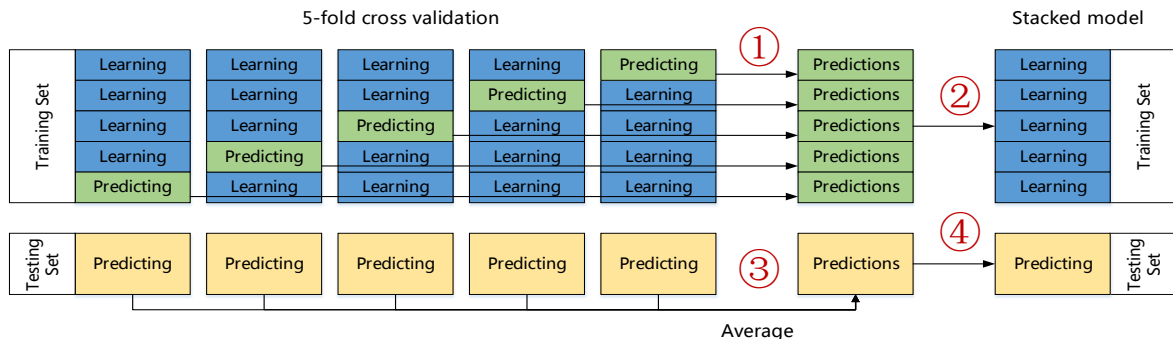 5-fold cross validation
Stacked model
①
②
Training Set
Learning Learning Learning Learning Predicting Predictions Learning
Learning Learning Learning Predicting Learning Predictions Learning
Learning Learning Predicting Learning Learning Predictions Learning
Learning Predicting Learning Learning Learning Predictions Learning
Predicting Learning Learning Learning Learning Predictions Learning
Training Set
③
④
Testing
Set
Predicting Predicting Predicting Predicting Predicting Predictions Predicting
Testing
Set
Average